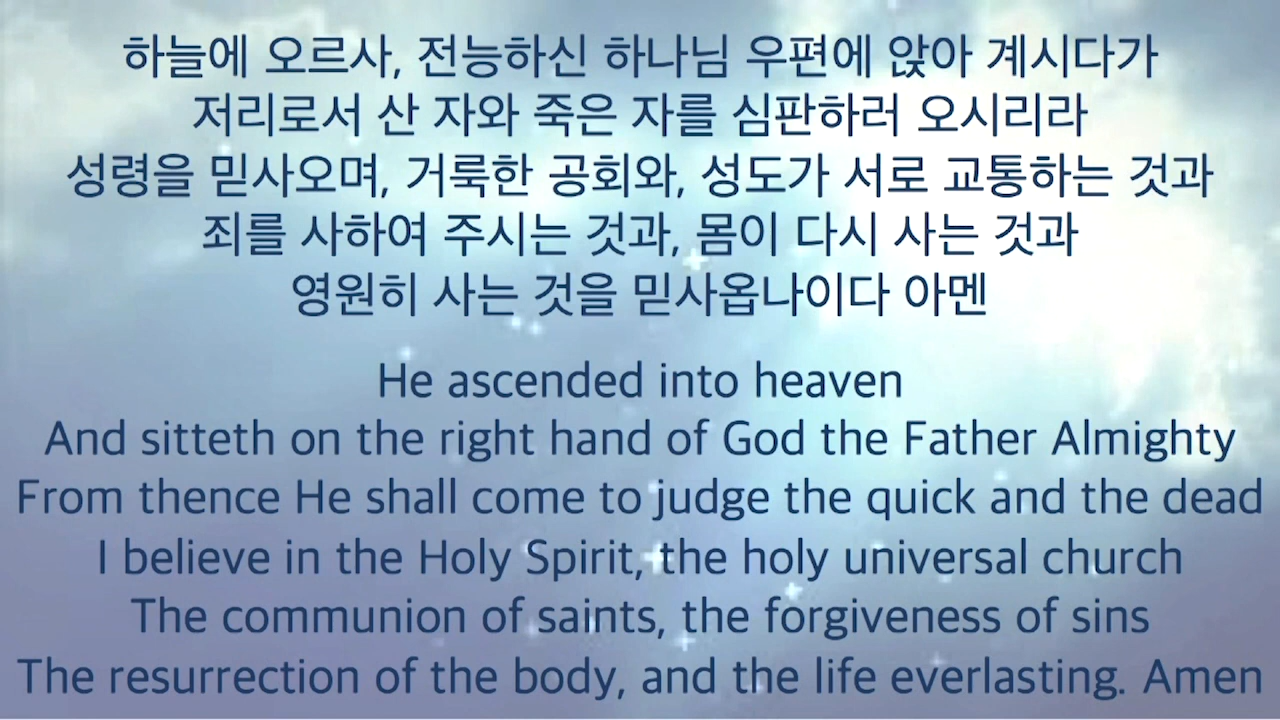 하늘에 오르사, 전능하신 하나님 우편에 앉아 계시다가
저리로서 산 자와 죽은 자를 심판하러 오시리라
성령을 믿사오며, 거룩한 공회와, 성도가 서로 교통하는 것과
죄를 사하여 주시는 것과, 몸이 다시 사는 것과
영원히 사는 것을 믿사옵나이다 아멘
He ascended into heaven
And sitteth on the right hand of God the Father Almighty
From thence He shall come to judge the quick and the dead
I believe in the Holy Spirit, the holy universal church
The communion of saints, the forgiveness of sins
The resurrection of the body, and the life everlasting. Amen